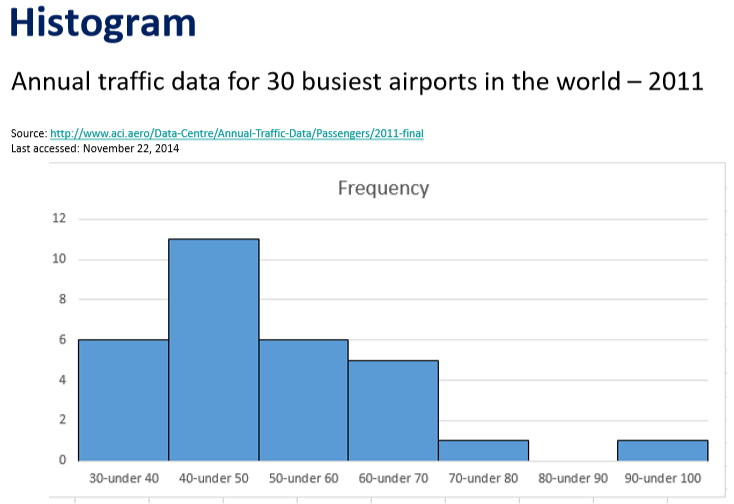 Histogram
Annual traffic data for 30 busiest airports in the world – 2011
Source: http://www.aci.aero/Data-Centre/Annual-Traffic-Data/Passengers/2011-final
Last accessed: November 22, 2014
Frequency
12
10
8
6
4
2
0
30-under 40 40-under 50 50-under 60 60-under 70 70-under 80 80-under 90 90-under 100